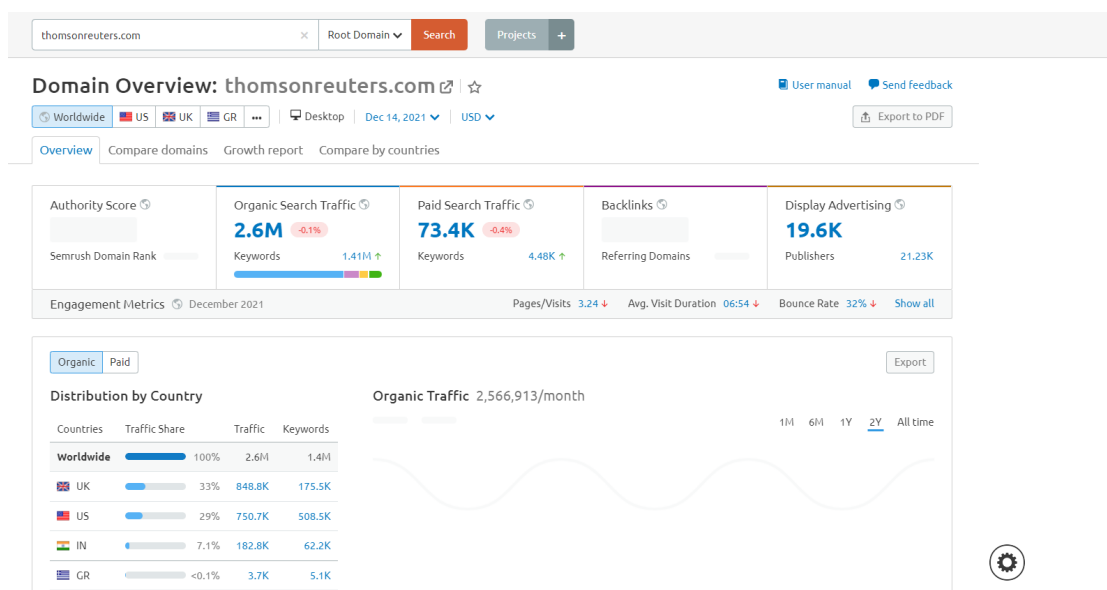 thomsonreuters.com × Root Domain Search Projects +
Domain Overview: thomsonreuters.com
User manual Send feedback
Worldwide US UK GR ••• Desktop Dec 14, 2021 USD Export to PDF
Overview Compare domains Growth report Compare by countries
Authority Score Organic Search Traffic Paid Search Traffic Backlinks Display Advertising
2.6M -0.1% 73.4K -0.4% 19.6K
Semrush Domain Rank Keywords 1.41M ↑ Keywords 4.48K ↑ Referring Domains Publishers 21.23K
Engagement Metrics December 2021 Pages/Visits 3.24 ↓ Avg. Visit Duration 06:54 ↓ Bounce Rate 32% ↓ Show all
Organic Paid Export
Distribution by Country Organic Traffic 2,566,913/month
1M 6M 1Y 2Y All time
Countries Traffic Share Traffic Keywords
Worldwide 100% 2.6M 1.4M
UK 33% 848.8K 175.5K
US 29% 750.7K 508.5K
IN 7.1% 182.8K 62.2K
GR <0.1% 3.7K 5.1K